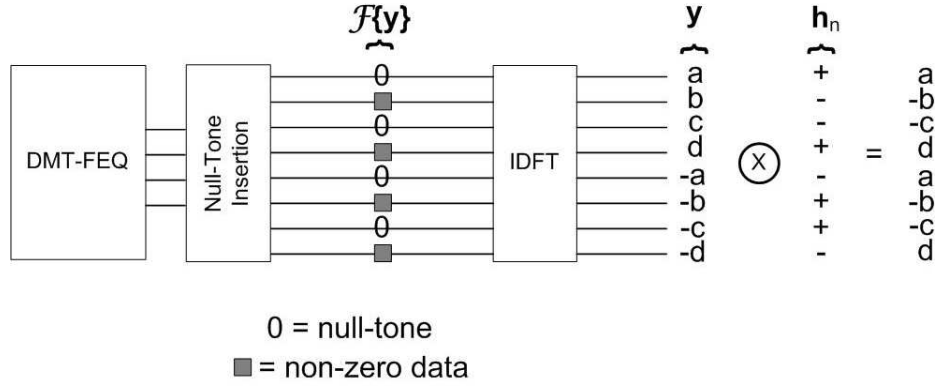 ℱ{y} y h_n
0 a + a
b - -b
0 c - -c
DMT-FEQ
Null-Tone
Insertion
d + d
IDFT
X
=
0 -a - a
-b + -b
0 -c + -c
-d - d
0 = null-tone
= non-zero data